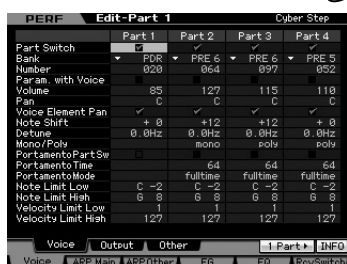 PERF Edit-Part 1 Cyber Step
Part 1 Part 2 Part 3 Part 4
Part Switch
Bank PDR PRE 6 PRE 6 PRE 5
Number 020 064 097 052
Param. with Voice
Volume 85 127 115 110
Pan C C C C
Voice Element Pan
Note Shift + 0 +12 +12 + 0
Detune 0.0Hz 0.0Hz 0.0Hz 0.0Hz
Mono/Poly mono poly poly
PortamentoPartSw
PortamentoTime 64 64 64
PortamentoMode fulltime fulltime fulltime
Note Limit Low C -2 C -2 C -2 C -2
Note Limit High G 8 G 8 G 8 G 8
Velocity Limit Low 1 1 1 1
Velocity Limit High 127 127 127 127
Voice Output Other 1 Part INFO
Voice ARP Main ARP Other EG EQ RcvSwitch